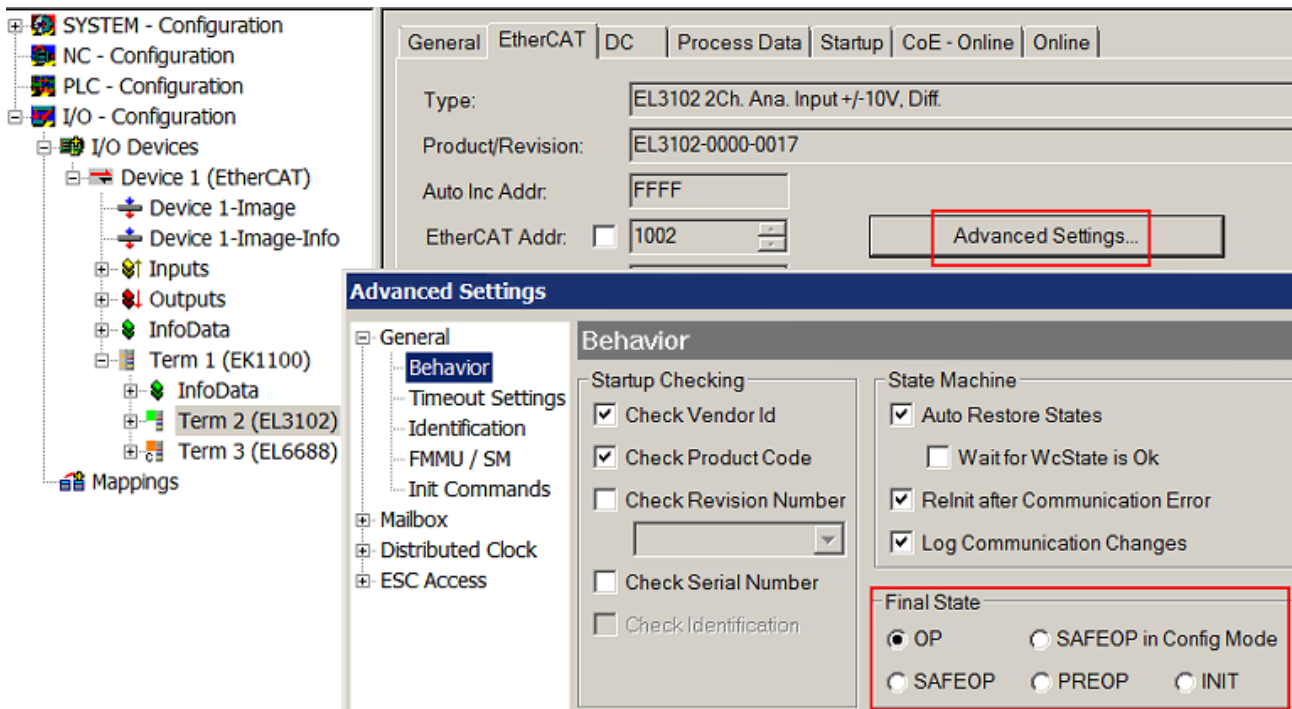 SYSTEM - Configuration
NC - Configuration
PLC - Configuration
I/O - Configuration
I/O Devices
Device 1 (EtherCAT)
Device 1-Image
Device 1-Image-Info
Inputs
Outputs
InfoData
Term 1 (EK1100)
InfoData
Term 2 (EL3102)
Term 3 (EL6688)
Mappings
General EtherCAT DC Process Data Startup CoE - Online Online
Type: EL3102 2Ch. Ana. Input +/-10V, Diff.
Product/Revision: EL3102-0000-0017
Auto Inc Addr: FFFF
EtherCAT Addr: 1002 Advanced Settings...
Advanced Settings
General
Behavior
Timeout Settings
Identification
FMMU / SM
Init Commands
Mailbox
Distributed Clock
ESC Access
Behavior
Startup Checking
Check Vendor Id
Check Product Code
Check Revision Number
Check Serial Number
Check Identification
State Machine
Auto Restore States
Wait for WcState is Ok
ReInit after Communication Error
Log Communication Changes
Final State
OP SAFEOP in Config Mode
SAFEOP PREOP INIT